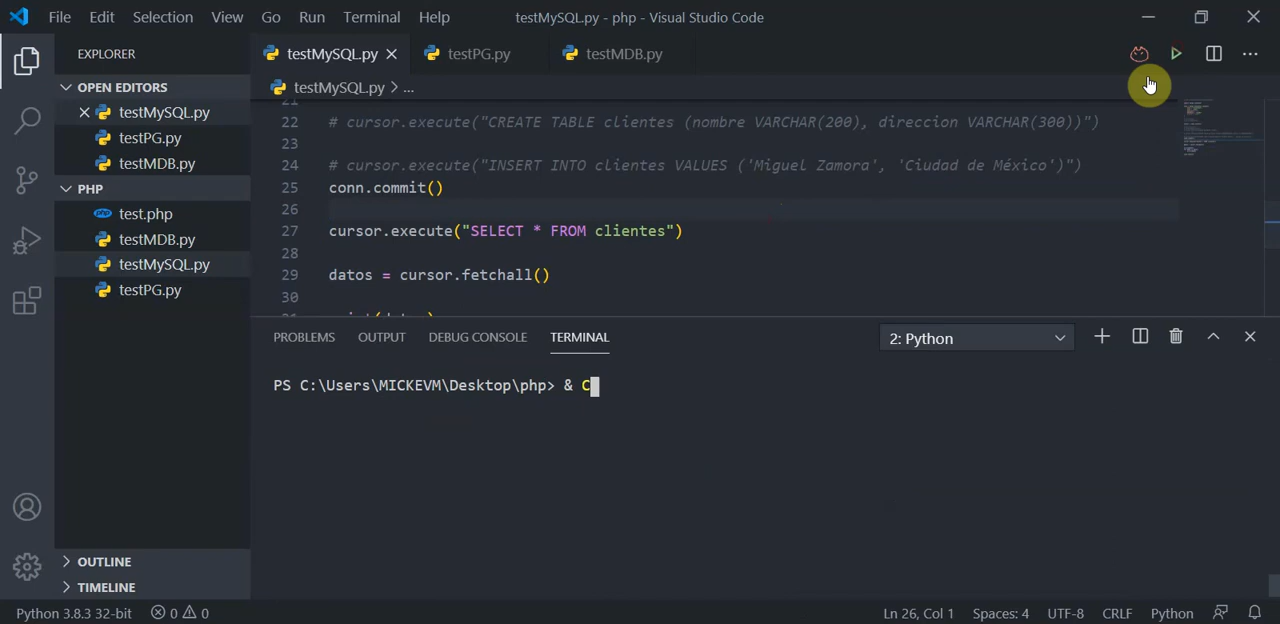 File Edit Selection View Go Run Terminal Help testMySQL.py - php - Visual Studio Code
EXPLORER
OPEN EDITORS
testMySQL.py
testPG.py
testMDB.py
PHP
test.php
testMDB.py
testMySQL.py
testPG.py
OUTLINE
TIMELINE
testMySQL.py testPG.py testMDB.py
testMySQL.py > ...
21
22 # cursor.execute("CREATE TABLE clientes (nombre VARCHAR(200), direccion VARCHAR(300))")
23
24 # cursor.execute("INSERT INTO clientes VALUES ('Miguel Zamora', 'Ciudad de México')")
25 conn.commit()
26
27 cursor.execute("SELECT * FROM clientes")
28
29 datos = cursor.fetchall()
30
PROBLEMS OUTPUT DEBUG CONSOLE TERMINAL 2: Python
PS C:\Users\MICKEVM\Desktop\php> & C
Python 3.8.3 32-bit 0 0 Ln 26, Col 1 Spaces: 4 UTF-8 CRLF Python